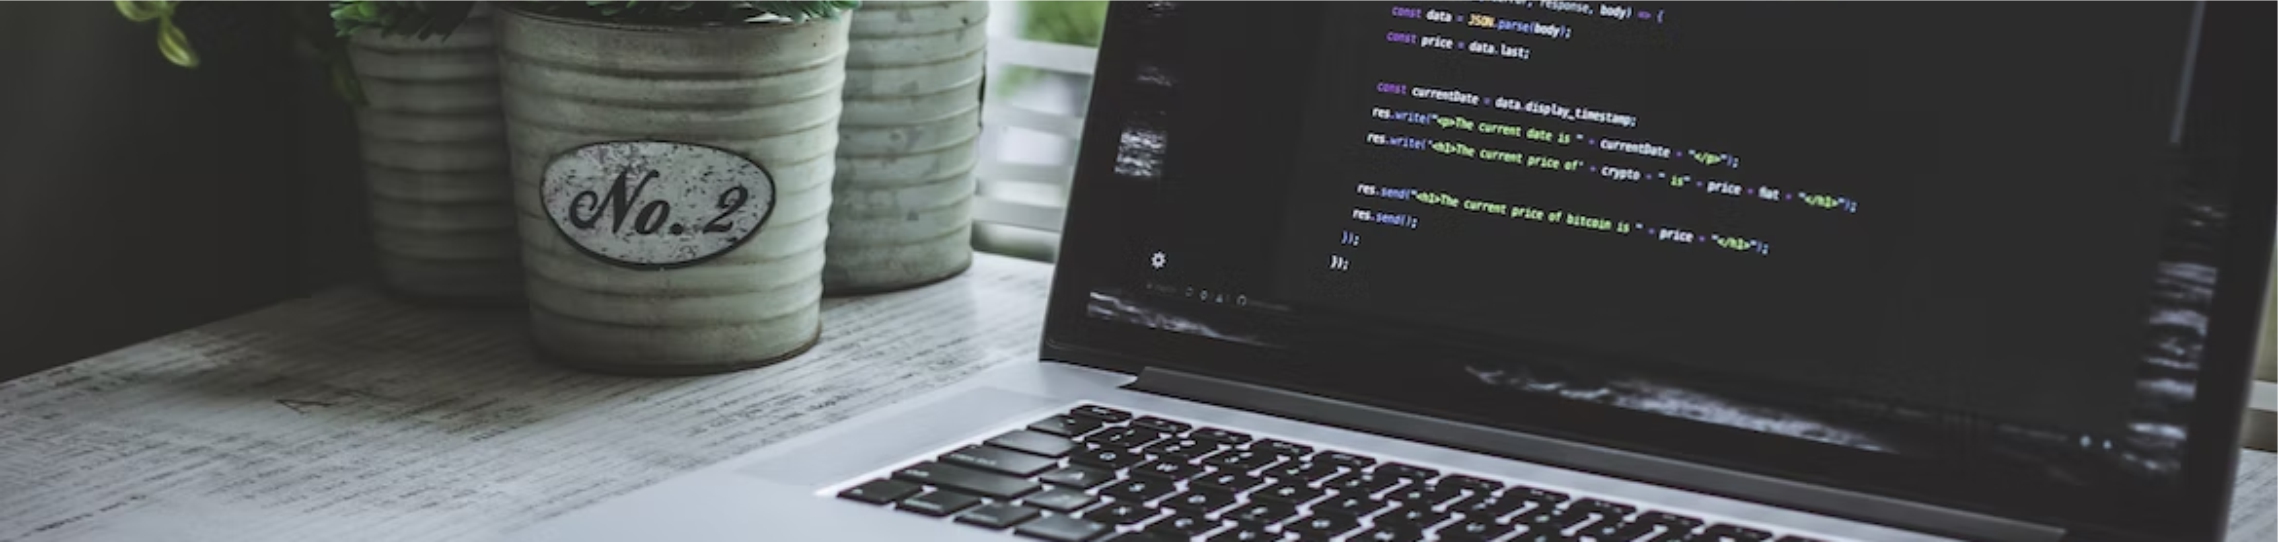 No. 2
response, body) => {
const data = JSON.parse(body);
const price = data.last;
const currentDate = data.display_timestamp;
res.write("<p>The current date is " + currentDate + "</p>");
res.write("<h1>The current price of" + crypto + " is" + price + fiat + "</h1>");
res.send("<h1>The current price of bitcoin is " + price + "</h1>");
res.send();
});
});